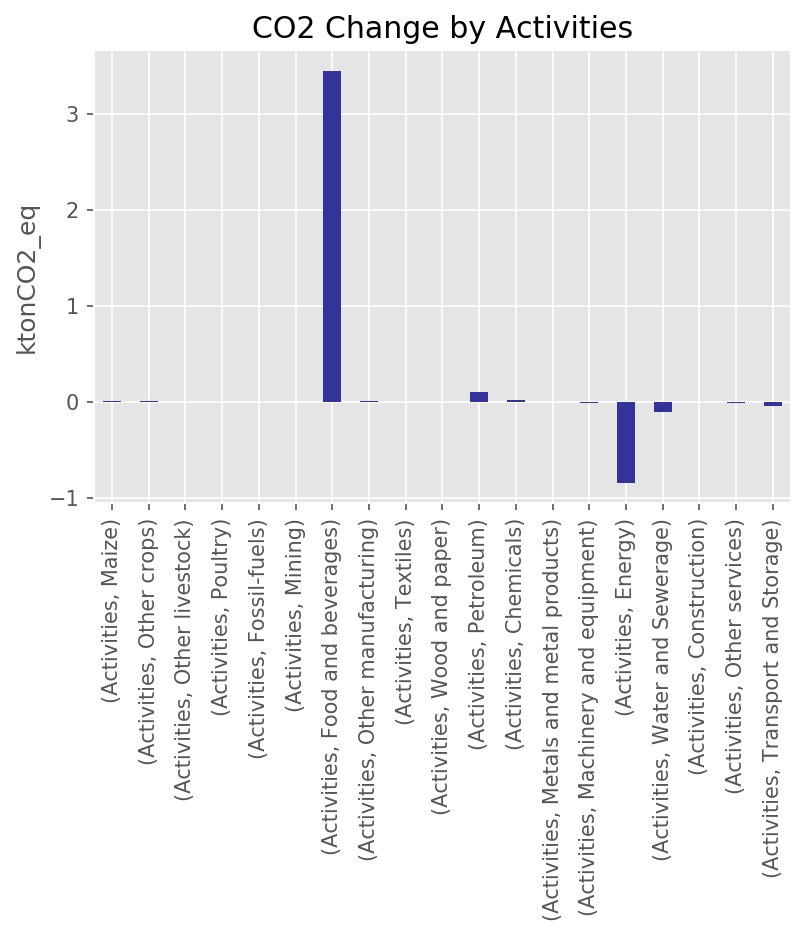 CO2 Change by Activities
ktonCO2_eq
3
2
1
0
−1
(Activities, Maize)
(Activities, Other crops)
(Activities, Other livestock)
(Activities, Poultry)
(Activities, Fossil-fuels)
(Activities, Mining)
(Activities, Food and beverages)
(Activities, Other manufacturing)
(Activities, Textiles)
(Activities, Wood and paper)
(Activities, Petroleum)
(Activities, Chemicals)
(Activities, Metals and metal products)
(Activities, Machinery and equipment)
(Activities, Energy)
(Activities, Water and Sewerage)
(Activities, Construction)
(Activities, Other services)
(Activities, Transport and Storage)